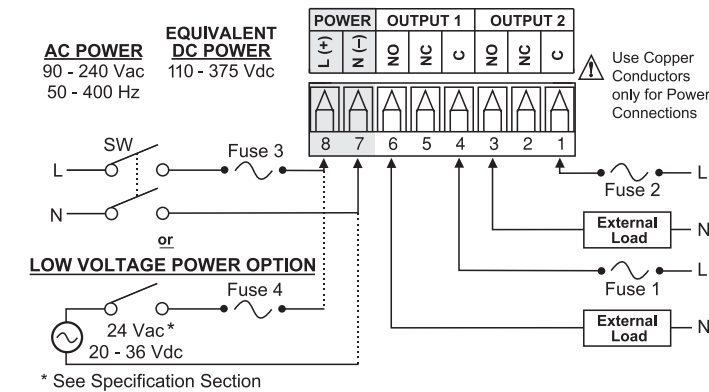 AC POWER
90 - 240 Vac
50 - 400 Hz
EQUIVALENT
DC POWER
110 - 375 Vdc
POWER OUTPUT 1 OUTPUT 2
L (+) N (−) NO NC C NO NC C
8 7 6 5 4 3 2 1
Use Copper
Conductors
only for Power
Connections
SW
L
Fuse 3
N
or
LOW VOLTAGE POWER OPTION
Fuse 4
24 Vac*
20 - 36 Vdc
* See Specification Section
L
Fuse 2
External
Load
N
L
Fuse 1
External
Load
N